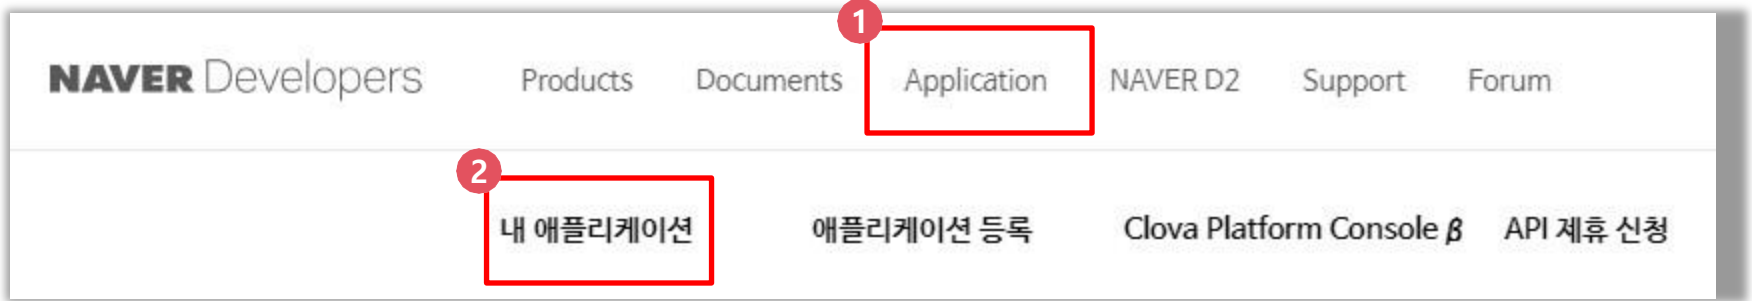 1
NAVER Developers Products Documents Application NAVER D2 Support Forum
2
내 애플리케이션 애플리케이션 등록 Clova Platform Console β API 제휴 신청